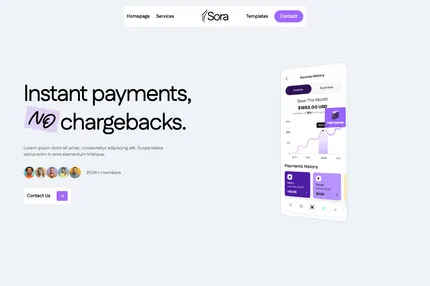 Homepage
Services
Sora
Templates
Contact
Instant payments,
NO chargebacks.
Lorem ipsum dolor sit amet, consectetur adipiscing elit. Suspendisse
varius enim in eros elementum tristique.
200K+ members
Contact Us
Income History
Income
Expenses
Save This Month
$1852.00 USD
Payments History